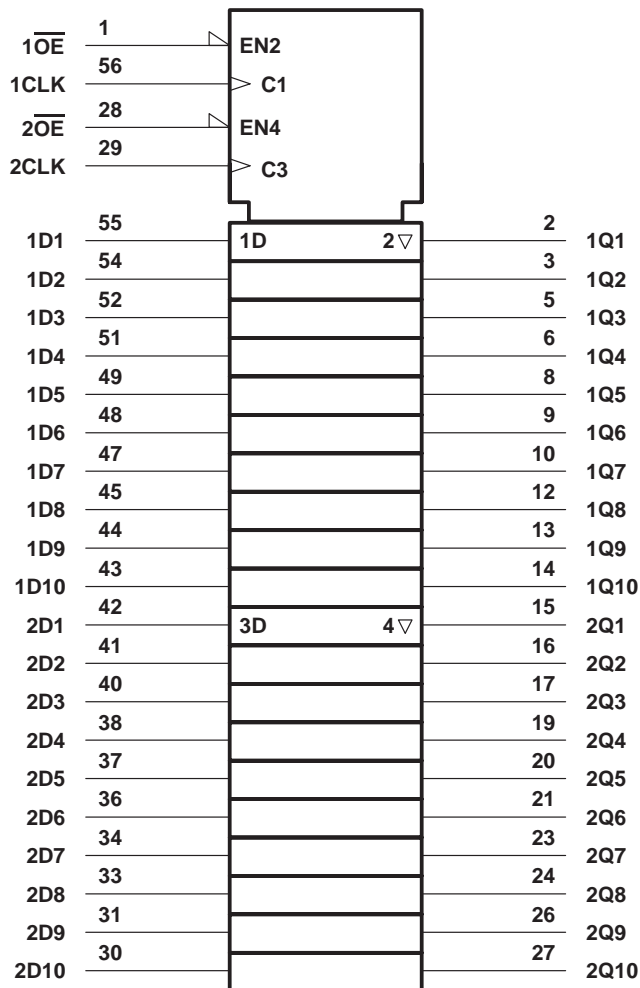 1O̅E̅ 1 EN2
1CLK 56 C1
2O̅E̅ 28 EN4
2CLK 29 C3
1D1 55 1D 2 ▽ 2 1Q1
1D2 54 3 1Q2
1D3 52 5 1Q3
1D4 51 6 1Q4
1D5 49 8 1Q5
1D6 48 9 1Q6
1D7 47 10 1Q7
1D8 45 12 1Q8
1D9 44 13 1Q9
1D10 43 14 1Q10
2D1 42 3D 4 ▽ 15 2Q1
2D2 41 16 2Q2
2D3 40 17 2Q3
2D4 38 19 2Q4
2D5 37 20 2Q5
2D6 36 21 2Q6
2D7 34 23 2Q7
2D8 33 24 2Q8
2D9 31 26 2Q9
2D10 30 27 2Q10